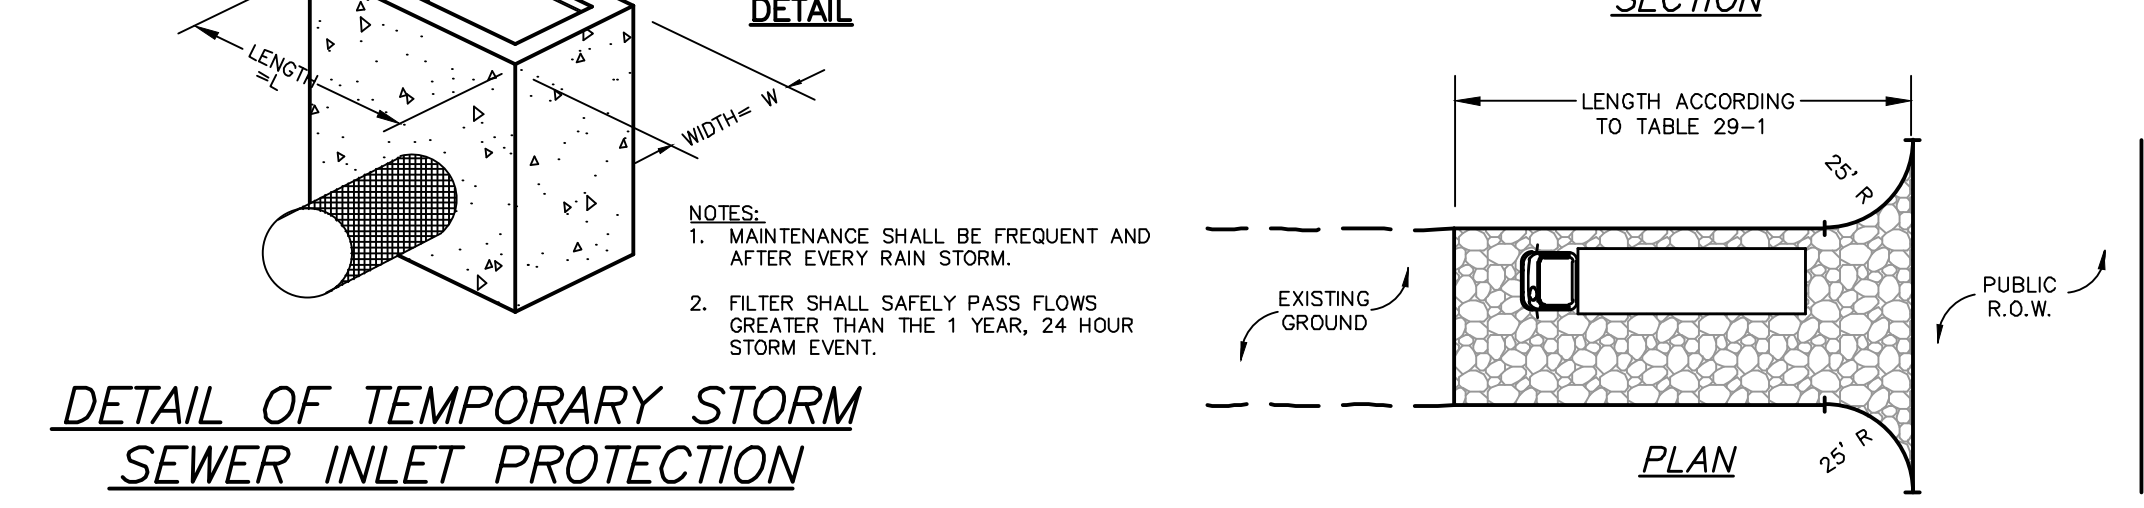 DETAIL
LENGTH
=L
WIDTH= W
NOTES:
1. MAINTENANCE SHALL BE FREQUENT AND
AFTER EVERY RAIN STORM.
2. FILTER SHALL SAFELY PASS FLOWS
GREATER THAN THE 1 YEAR, 24 HOUR
STORM EVENT.
DETAIL OF TEMPORARY STORM
SEWER INLET PROTECTION
SECTION
LENGTH ACCORDING
TO TABLE 29-1
25' R
EXISTING
GROUND
PUBLIC
R.O.W.
25' R
PLAN